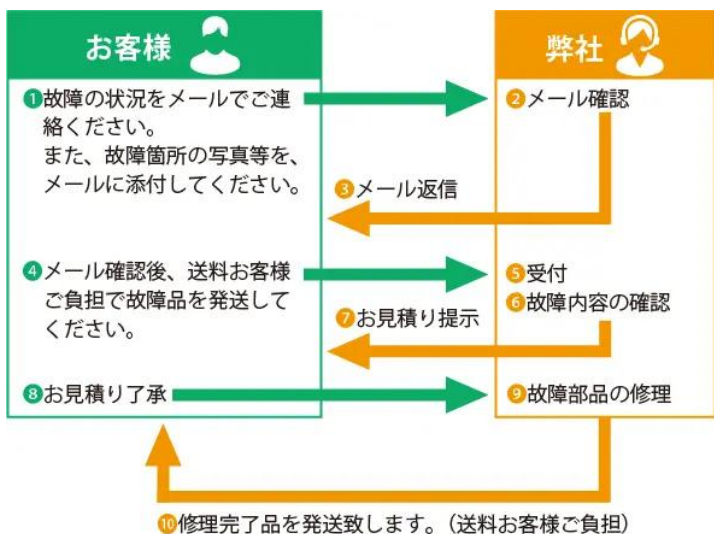 お客様
弊社
❶故障の状況をメールでご連
絡ください。
また、故障箇所の写真等を、
メールに添付してください。
❷メール確認
❸メール返信
❹メール確認後、送料お客様
ご負担で故障品を発送して
ください。
❺受付
❻故障内容の確認
❼お見積り提示
❽お見積り了承
❾故障部品の修理
❿修理完了品を発送致します。（送料お客様ご負担）